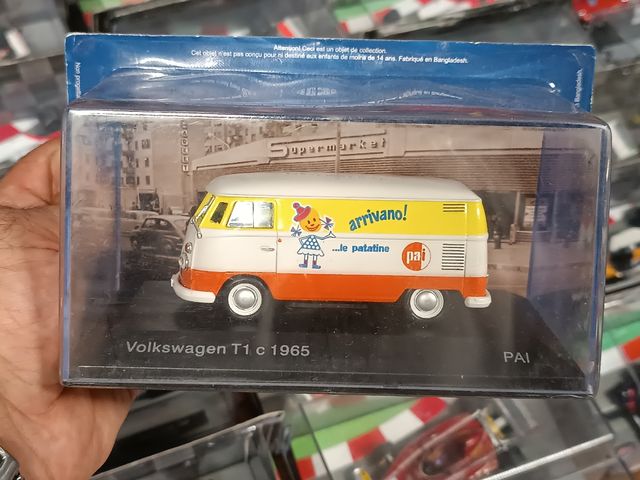 Attention! Ceci est un objet de collection.
Cet objet n'est pas conçu pour ni destiné aux enfants de moins de 14 ans. Fabriqué en Bangladesh.
Supermarket
arrivano!
...le patatine
pai
Volkswagen T1 c 1965
PAI